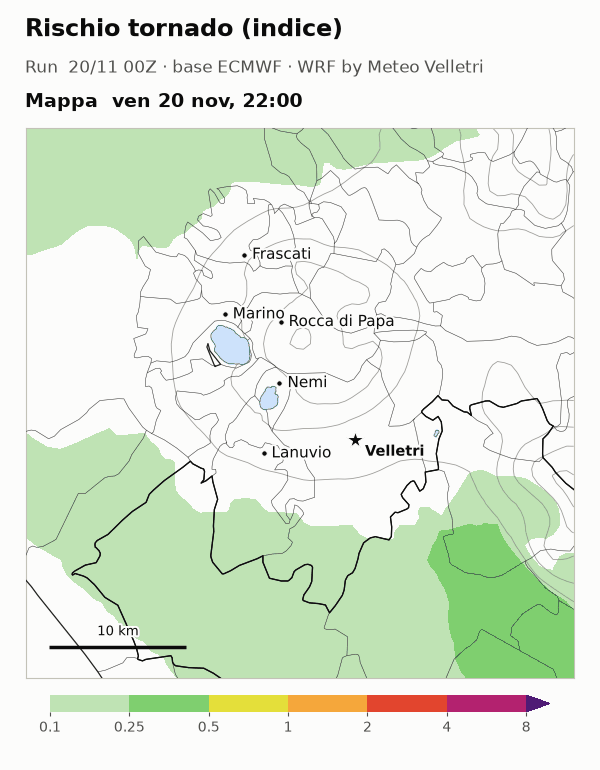 Rischio tornado (indice)
Run  20/11 00Z · base ECMWF · WRF by Meteo Velletri
Mappa  ven 20 nov, 22:00
Frascati
Marino
Rocca di Papa
Nemi
Velletri
Lanuvio
10 km
0.1 0.25 0.5 1 2 4 8